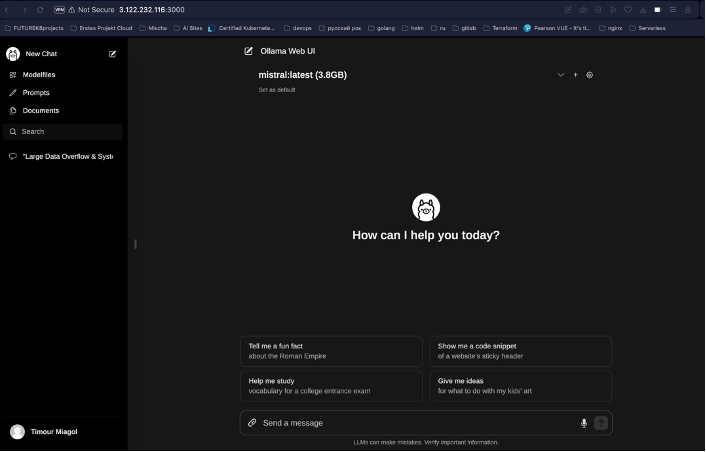 VPN Not Secure 3.122.232.116:3000
FUTUREK8projects Erstes Projekt Cloud Mischa AI Sites Certified Kubernete... devops русский рок golang helm ru gitlab Terraform Pearson VUE - It's ti... nginx Serverless
New Chat
Modelfiles
Prompts
Documents
Search
"Large Data Overflow & Syst
Timour Miagol
Ollama Web UI
mistral:latest (3.8GB)
Set as default
How can I help you today?
Tell me a fun fact
about the Roman Empire
Show me a code snippet
of a website's sticky header
Help me study
vocabulary for a college entrance exam
Give me ideas
for what to do with my kids' art
Send a message
LLMs can make mistakes. Verify important information.